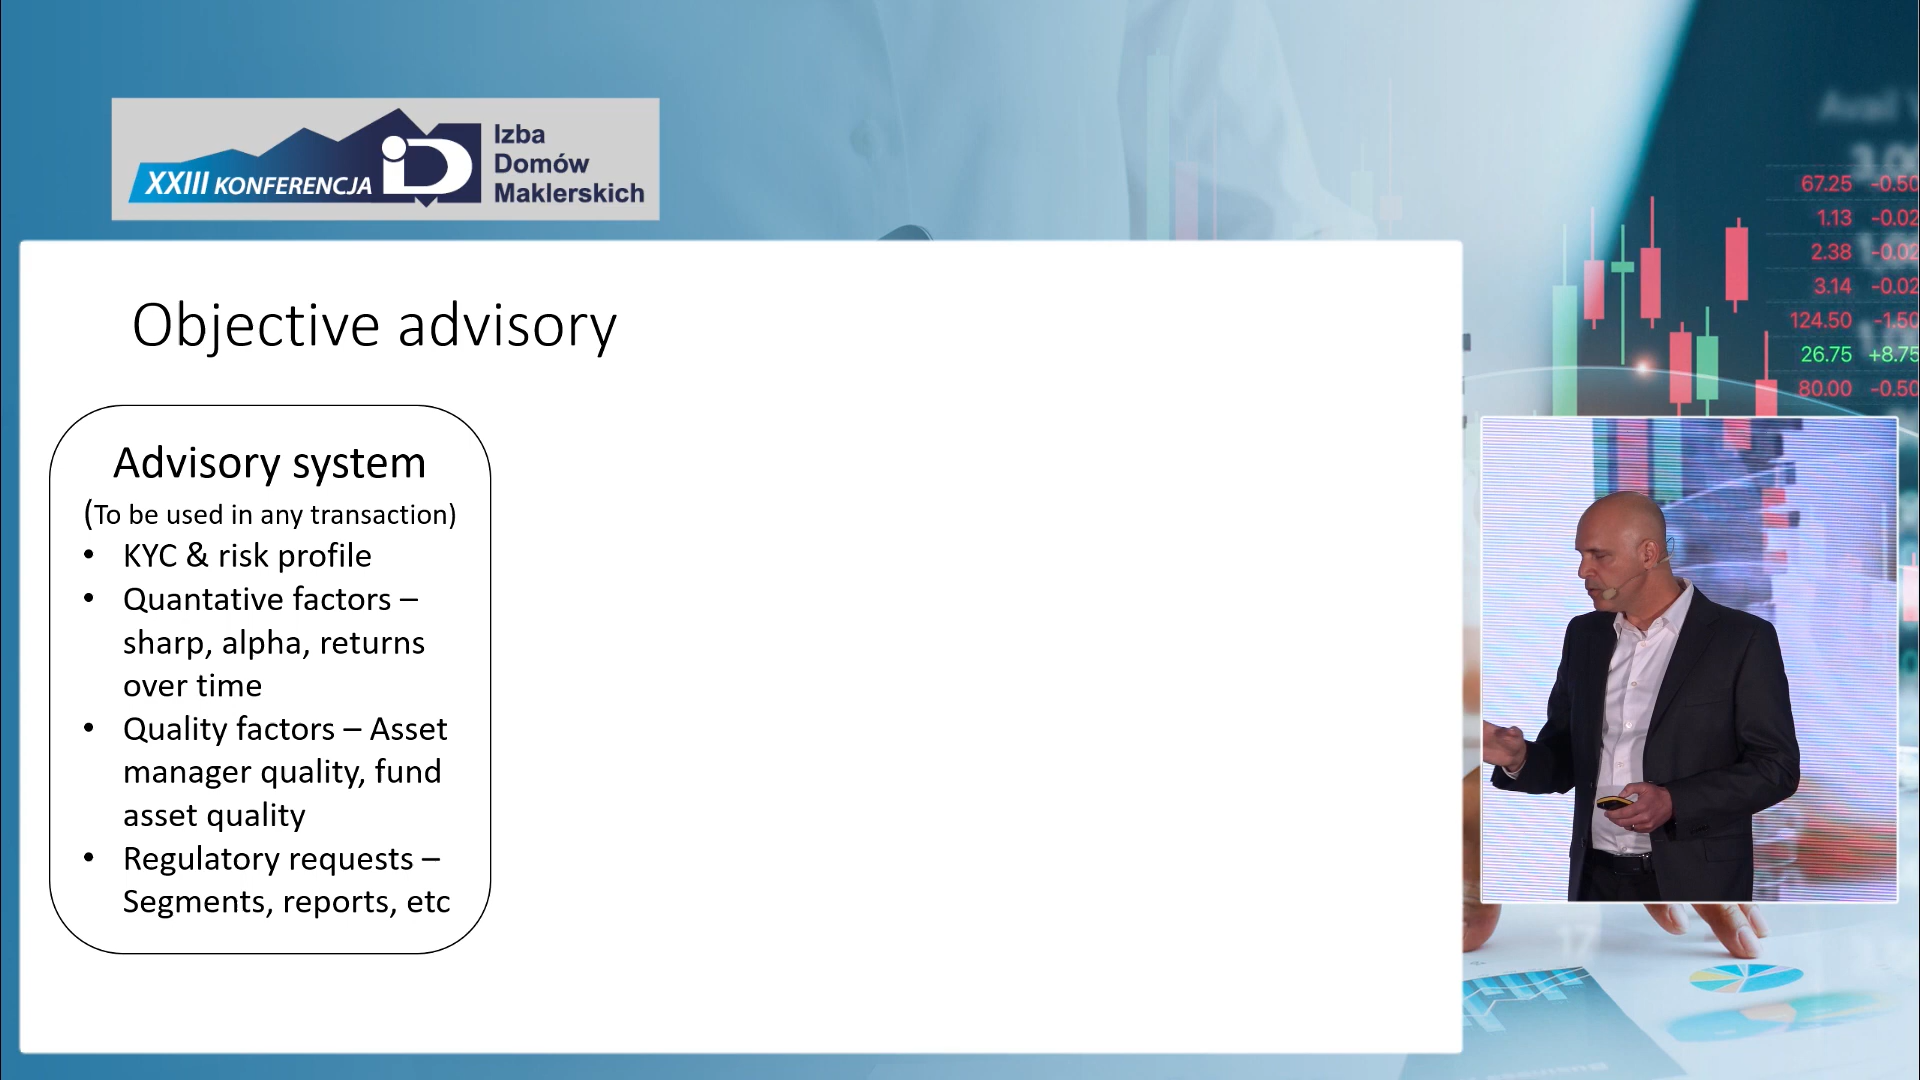 XXIII KONFERENCJA
Izba
Domów
Maklerskich
Objective advisory
Advisory system
(To be used in any transaction)
• KYC & risk profile
• Quantative factors –
sharp, alpha, returns
over time
• Quality factors – Asset
manager quality, fund
asset quality
• Regulatory requests –
Segments, reports, etc
67.25 -0.50
1.13 -0.02
2.38 -0.02
3.14 -0.02
124.50 -1.50
26.75 +8.75
80.00 -0.50